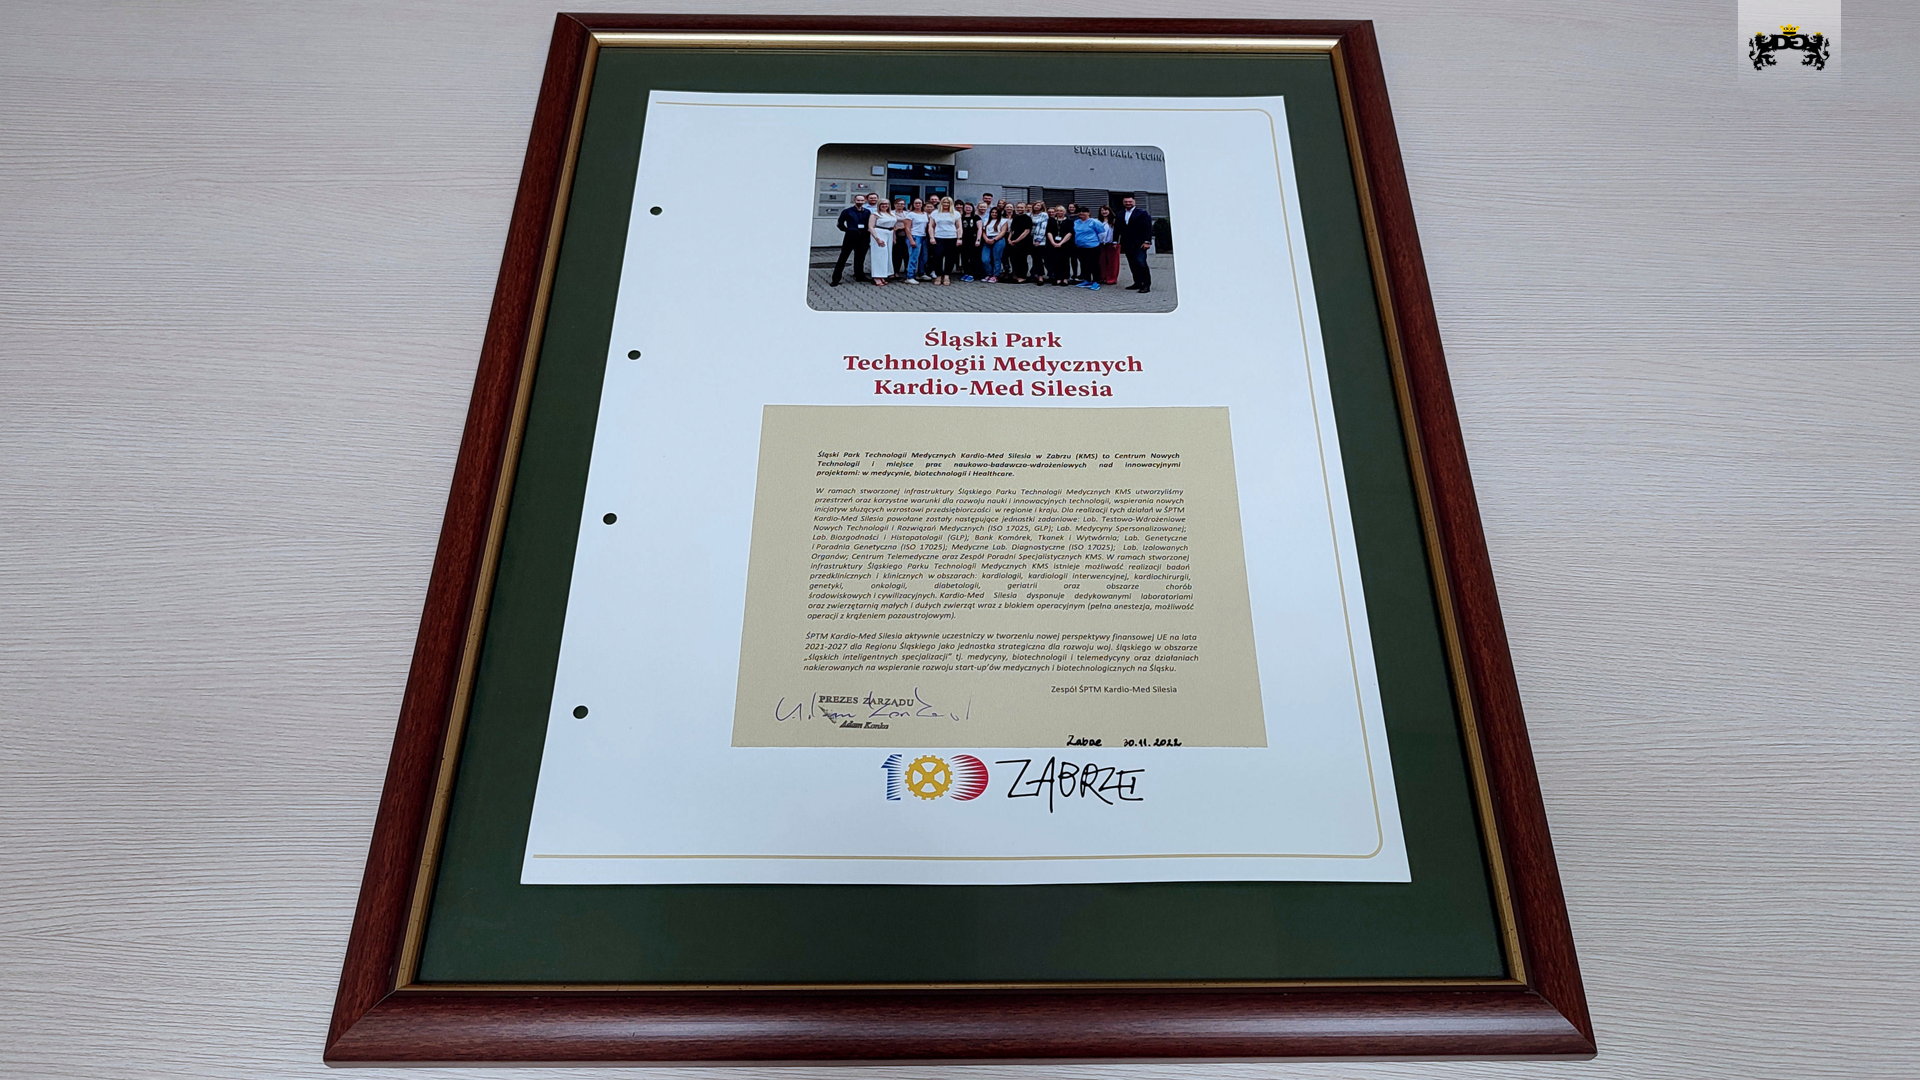 ŚLĄSKI PARK TECHN
Śląski Park
Technologii Medycznych
Kardio-Med Silesia
Śląski Park Technologii Medycznych Kardio-Med Silesia w Zabrzu (KMS) to Centrum Nowych
Technologii i miejsce prac naukowo-badawczo-wdrożeniowych nad innowacyjnymi
projektami: w medycynie, biotechnologii i Healthcare.
W ramach stworzonej infrastruktury Śląskiego Parku Technologii Medycznych KMS utworzyliśmy
przestrzeń oraz korzystne warunki dla rozwoju nauki i innowacyjnych technologii, wspierania nowych
inicjatyw służących wzrostowi przedsiębiorczości w regionie i kraju. Dla realizacji tych działań w ŚPTM
Kardio-Med Silesia powołane zostały następujące jednostki zadaniowe: Lab. Testowo-Wdrożeniowe
Nowych Technologii i Rozwiązań Medycznych (ISO 17025, GLP); Lab. Medycyny Spersonalizowanej;
Lab. Biozgodności i Histopatologii (GLP); Bank Komórek, Tkanek i Wytwórnia; Lab. Genetyczne
i Poradnia Genetyczna (ISO 17025); Medyczne Lab. Diagnostyczne (ISO 17025); Lab. Izolowanych
Organów; Centrum Telemedyczne oraz Zespół Poradni Specjalistycznych KMS. W ramach stworzonej
infrastruktury Śląskiego Parku Technologii Medycznych KMS istnieje możliwość realizacji badań
przedklinicznych i klinicznych w obszarach: kardiologii, kardiologii interwencyjnej, kardiochirurgii,
genetyki, onkologii, diabetologii, geriatrii oraz obszarze chorób
środowiskowych i cywilizacyjnych. Kardio-Med Silesia dysponuje dedykowanymi laboratoriami
oraz zwierzętarnią małych i dużych zwierząt wraz z blokiem operacyjnym (pełna anestezja, możliwość
operacji z krążeniem pozaustrojowym).
ŚPTM Kardio-Med Silesia aktywnie uczestniczy w tworzeniu nowej perspektywy finansowej UE na lata
2021-2027 dla Regionu Śląskiego jako jednostka strategiczna dla rozwoju woj. śląskiego w obszarze
„śląskich inteligentnych specjalizacji" tj. medycyny, biotechnologii i telemedycyny oraz działaniach
nakierowanych na wspieranie rozwoju start-up'ów medycznych i biotechnologicznych na Śląsku.
Zespół ŚPTM Kardio-Med Silesia
PREZES ZARZĄDU
Adam Konka
Zabrze 30.11.2022
100 ZABRZE